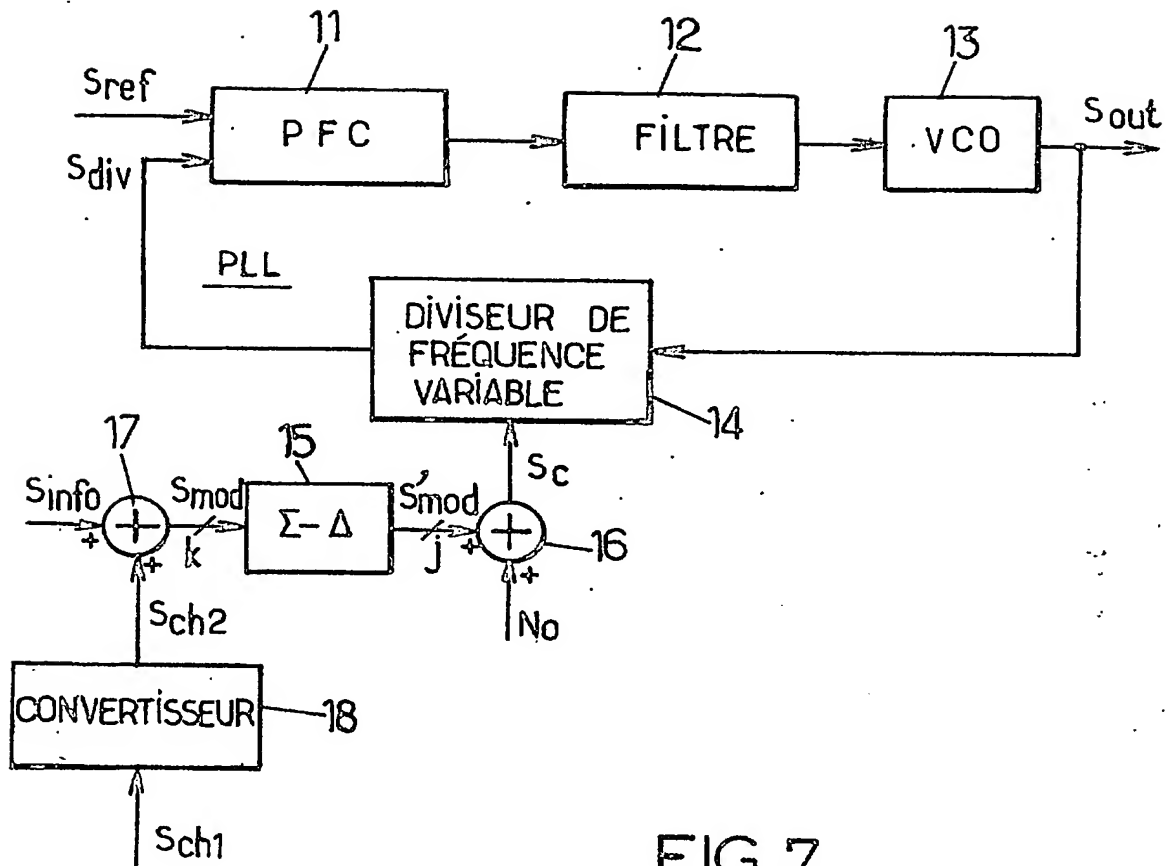 11
12
13
Sref
PFC
FILTRE
VCO
Sout
Sdiv
PLL
DIVISEUR DE
FRÉQUENCE
VARIABLE
14
17
15
Sc
Sinfo
+
Smod
Σ-Δ
S'mod
+
16
+
k
j
+
+
+
Sch2
No
CONVERTISSEUR
18
Sch1
FIG.7